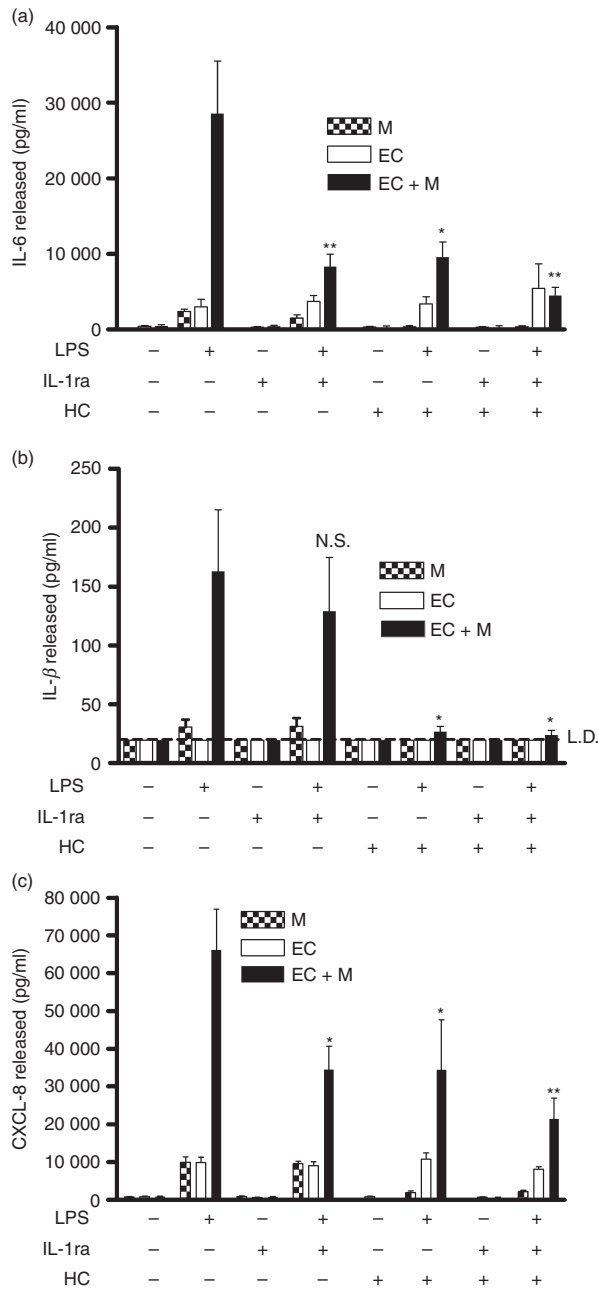 (a)
40 000
30 000
20 000
10 000
0
IL-6 released (pg/ml)
M
EC
EC + M
** * **
LPS – + – + – + – +
IL-1ra – – + + – – + +
HC – – – – + + + +
(b)
250
200
150
100
50
0
IL-β released (pg/ml)
N.S.
M
EC
EC + M
* *
L.D.
LPS – + – + – + – +
IL-1ra – – + + – – + +
HC – – – – + + + +
(c)
80 000
70 000
60 000
50 000
40 000
30 000
20 000
10 000
0
CXCL-8 released (pg/ml)
M
EC
EC + M
* * **
LPS – + – + – + – +
IL-1ra – – + + – – + +
HC – – – – + + + +